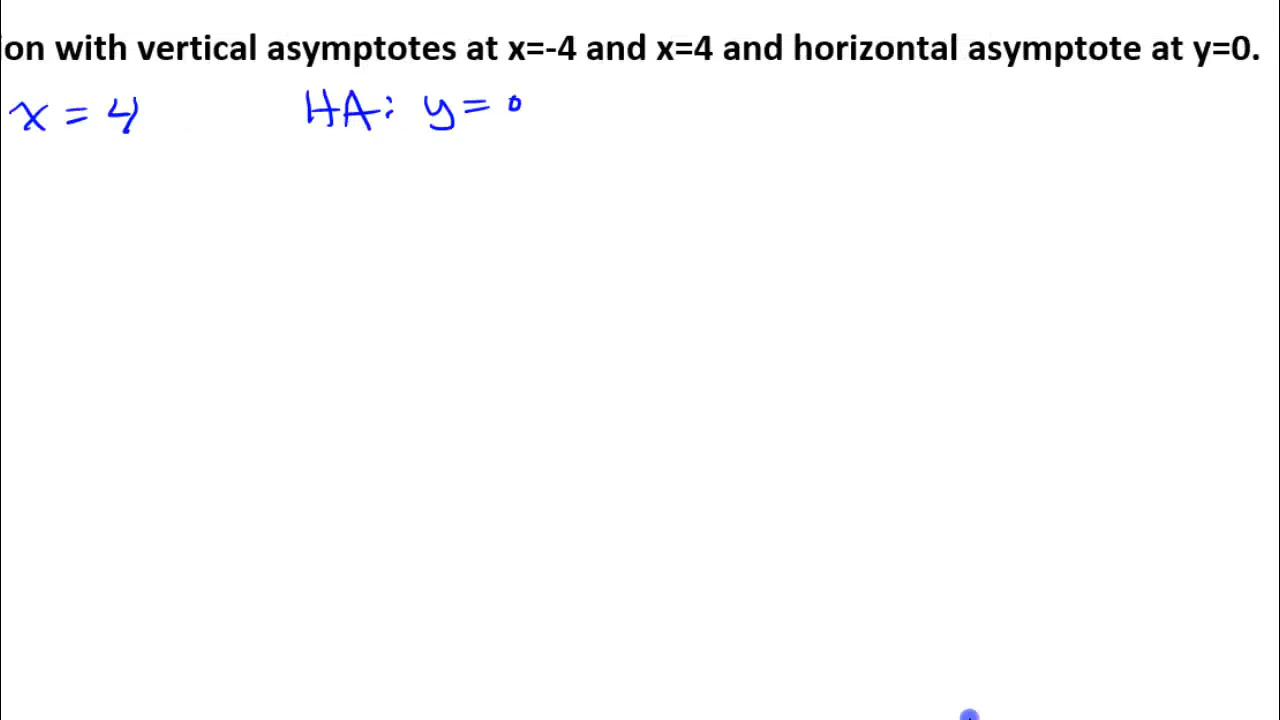 ion with vertical asymptotes at x=-4 and x=4 and horizontal asymptote at y=0.
x = 4 HA: y = 0